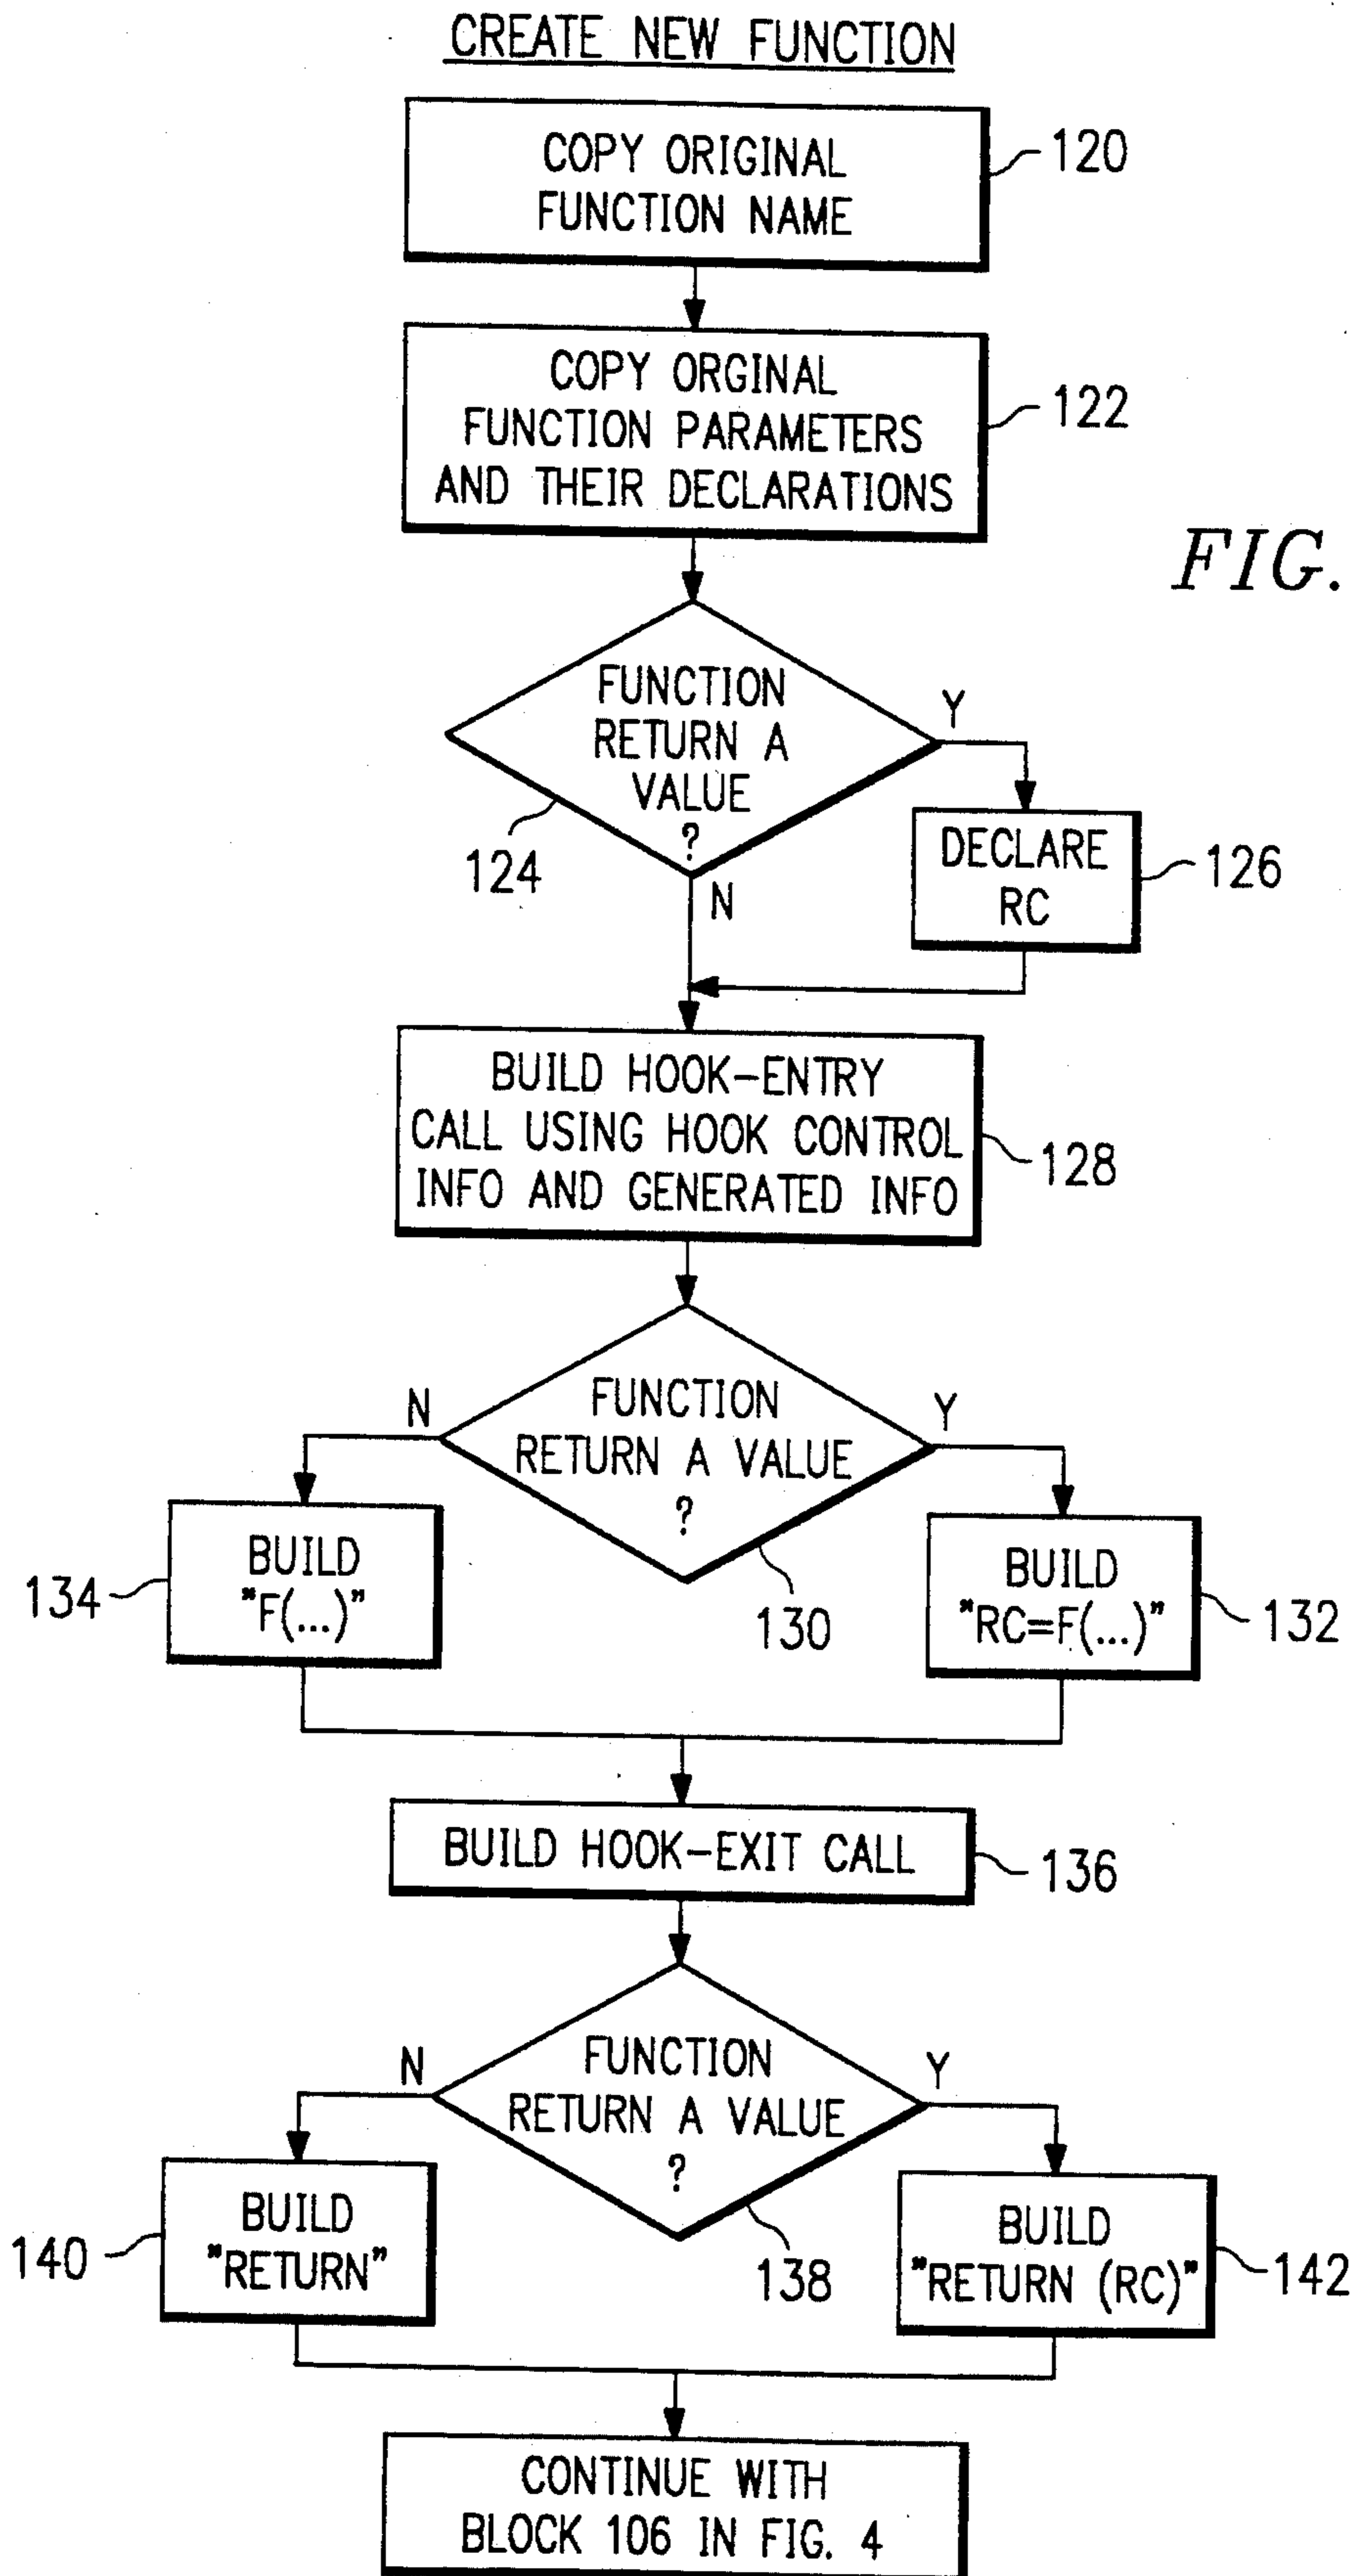 CREATE NEW FUNCTION
COPY ORIGINAL
FUNCTION NAME
120
COPY ORGINAL
FUNCTION PARAMETERS
AND THEIR DECLARATIONS
122
FIG.
FUNCTION
RETURN A
VALUE
?
124
Y
N
DECLARE
RC
126
BUILD HOOK-ENTRY
CALL USING HOOK CONTROL
INFO AND GENERATED INFO
128
FUNCTION
RETURN A VALUE
?
N
Y
130
BUILD
"F(...)"
134
BUILD
"RC=F(...)"
132
BUILD HOOK-EXIT CALL
136
FUNCTION
RETURN A VALUE
?
N
Y
138
BUILD
"RETURN"
140
BUILD
"RETURN (RC)"
142
CONTINUE WITH
BLOCK 106 IN FIG. 4